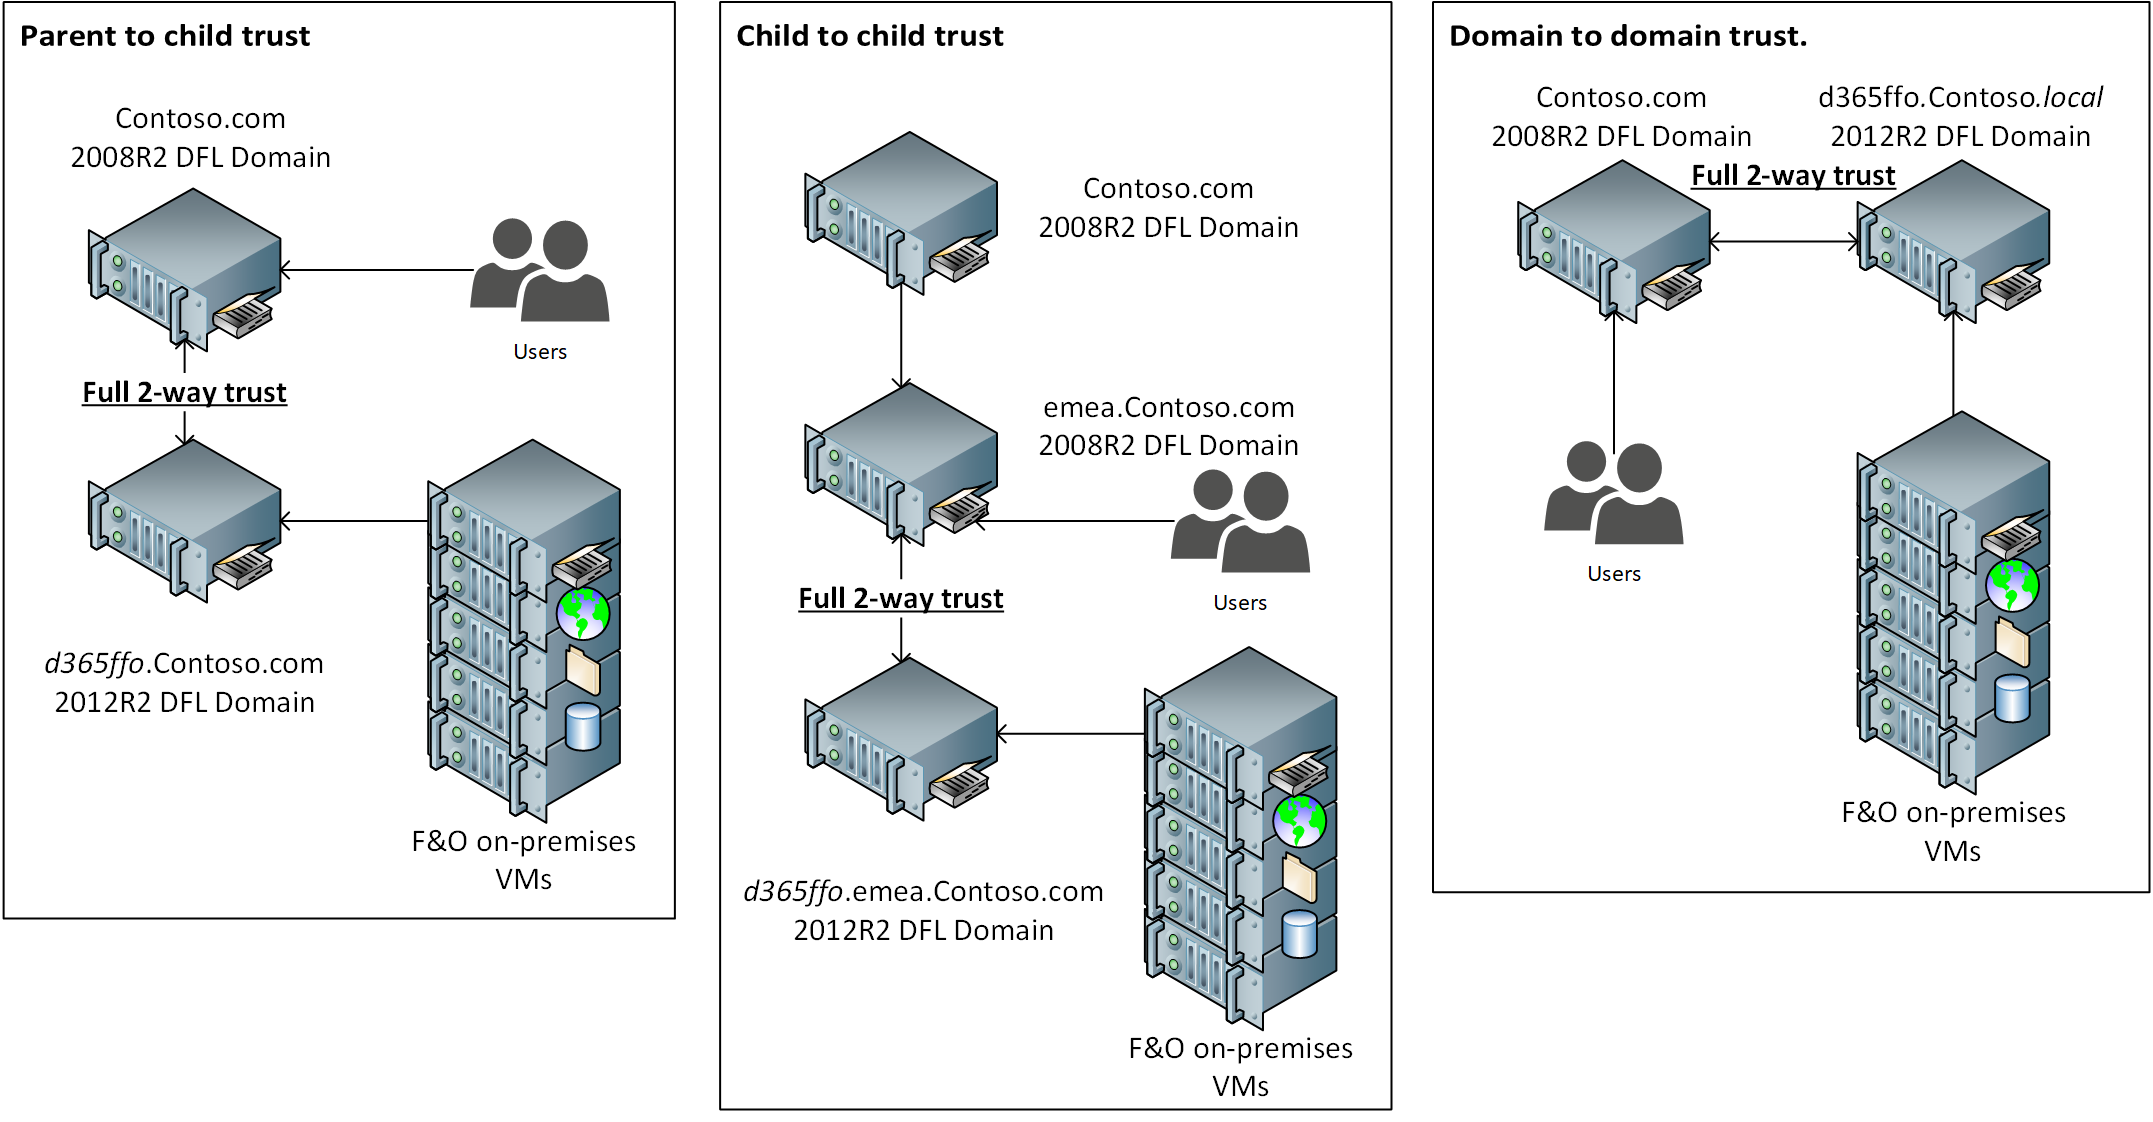 Parent to child trust
Contoso.com
2008R2 DFL Domain
Users
Full 2-way trust
d365ffo.Contoso.com
2012R2 DFL Domain
F&O on-premises
VMs
Child to child trust
Contoso.com
2008R2 DFL Domain
emea.Contoso.com
2008R2 DFL Domain
Users
Full 2-way trust
d365ffo.emea.Contoso.com
2012R2 DFL Domain
F&O on-premises
VMs
Domain to domain trust.
Contoso.com
2008R2 DFL Domain
d365ffo.Contoso.local
2012R2 DFL Domain
Full 2-way trust
Users
F&O on-premises
VMs